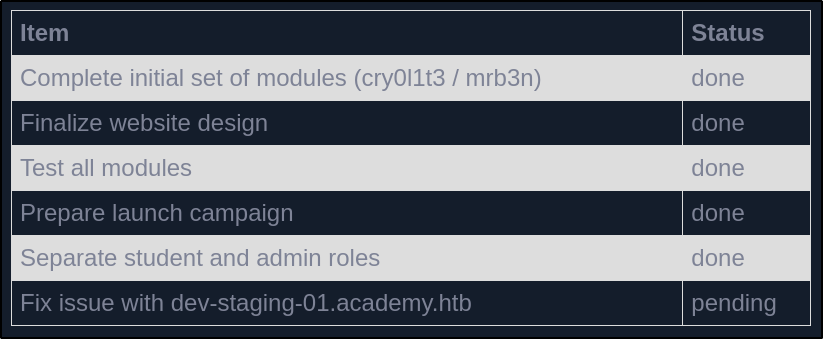 Item Status
Complete initial set of modules (cry0l1t3 / mrb3n) done
Finalize website design done
Test all modules done
Prepare launch campaign done
Separate student and admin roles done
Fix issue with dev-staging-01.academy.htb pending